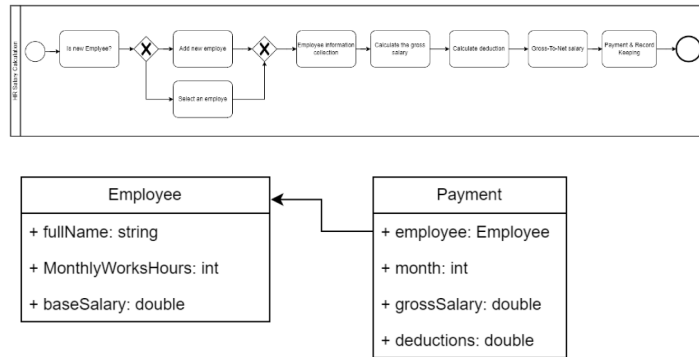 HR Salary Calculation
Is new Emplyee?
Add new employe
Select an employe
Employee information
collection
Calculate the gross
salary
Calculate deduction
Gross-To-Net salary
Payment & Record
Keeping
Employee
+ fullName: string
+ MonthlyWorksHours: int
+ baseSalary: double
Payment
+ employee: Employee
+ month: int
+ grossSalary: double
+ deductions: double